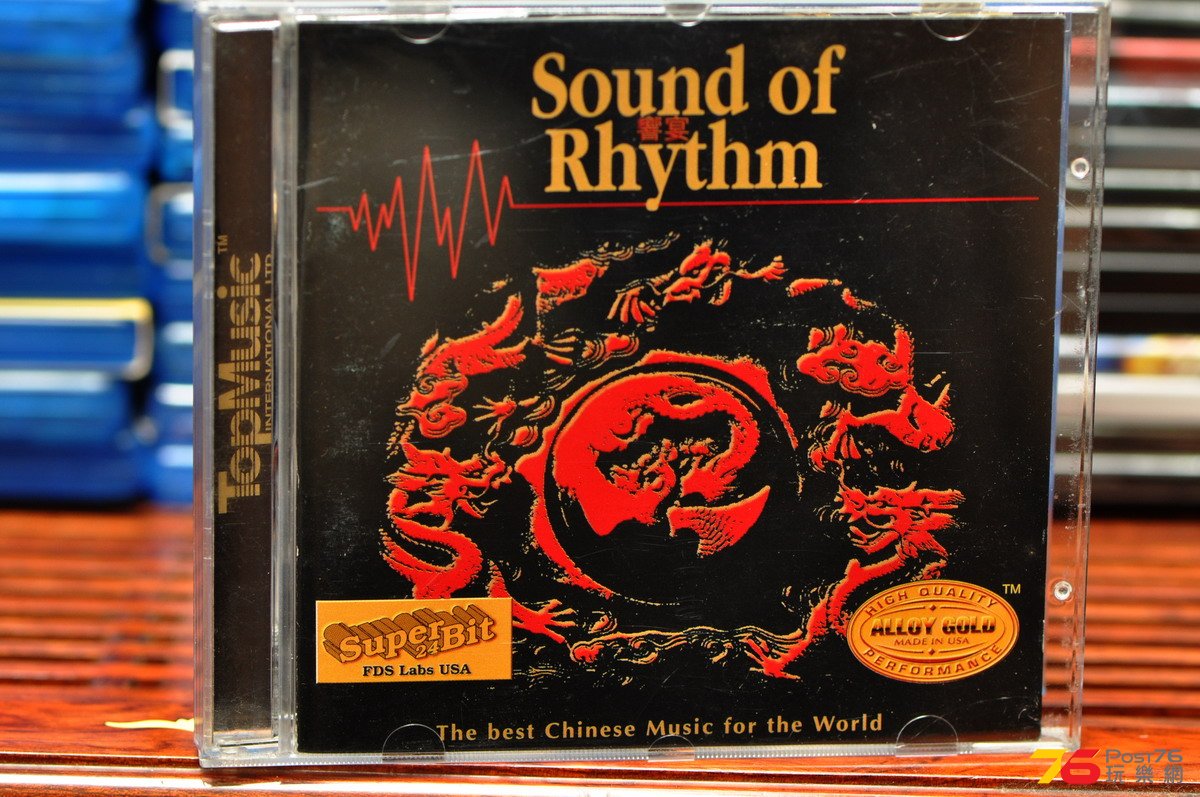 Sound of
響宴
Rhythm
TopMusic™
INTERNATIONAL LTD.
SuperBit
24
FDS Labs USA
HIGH QUALITY
ALLOY GOLD
MADE IN USA
PERFORMANCE
TM
The best Chinese Music for the World
76 Post76
玩樂網